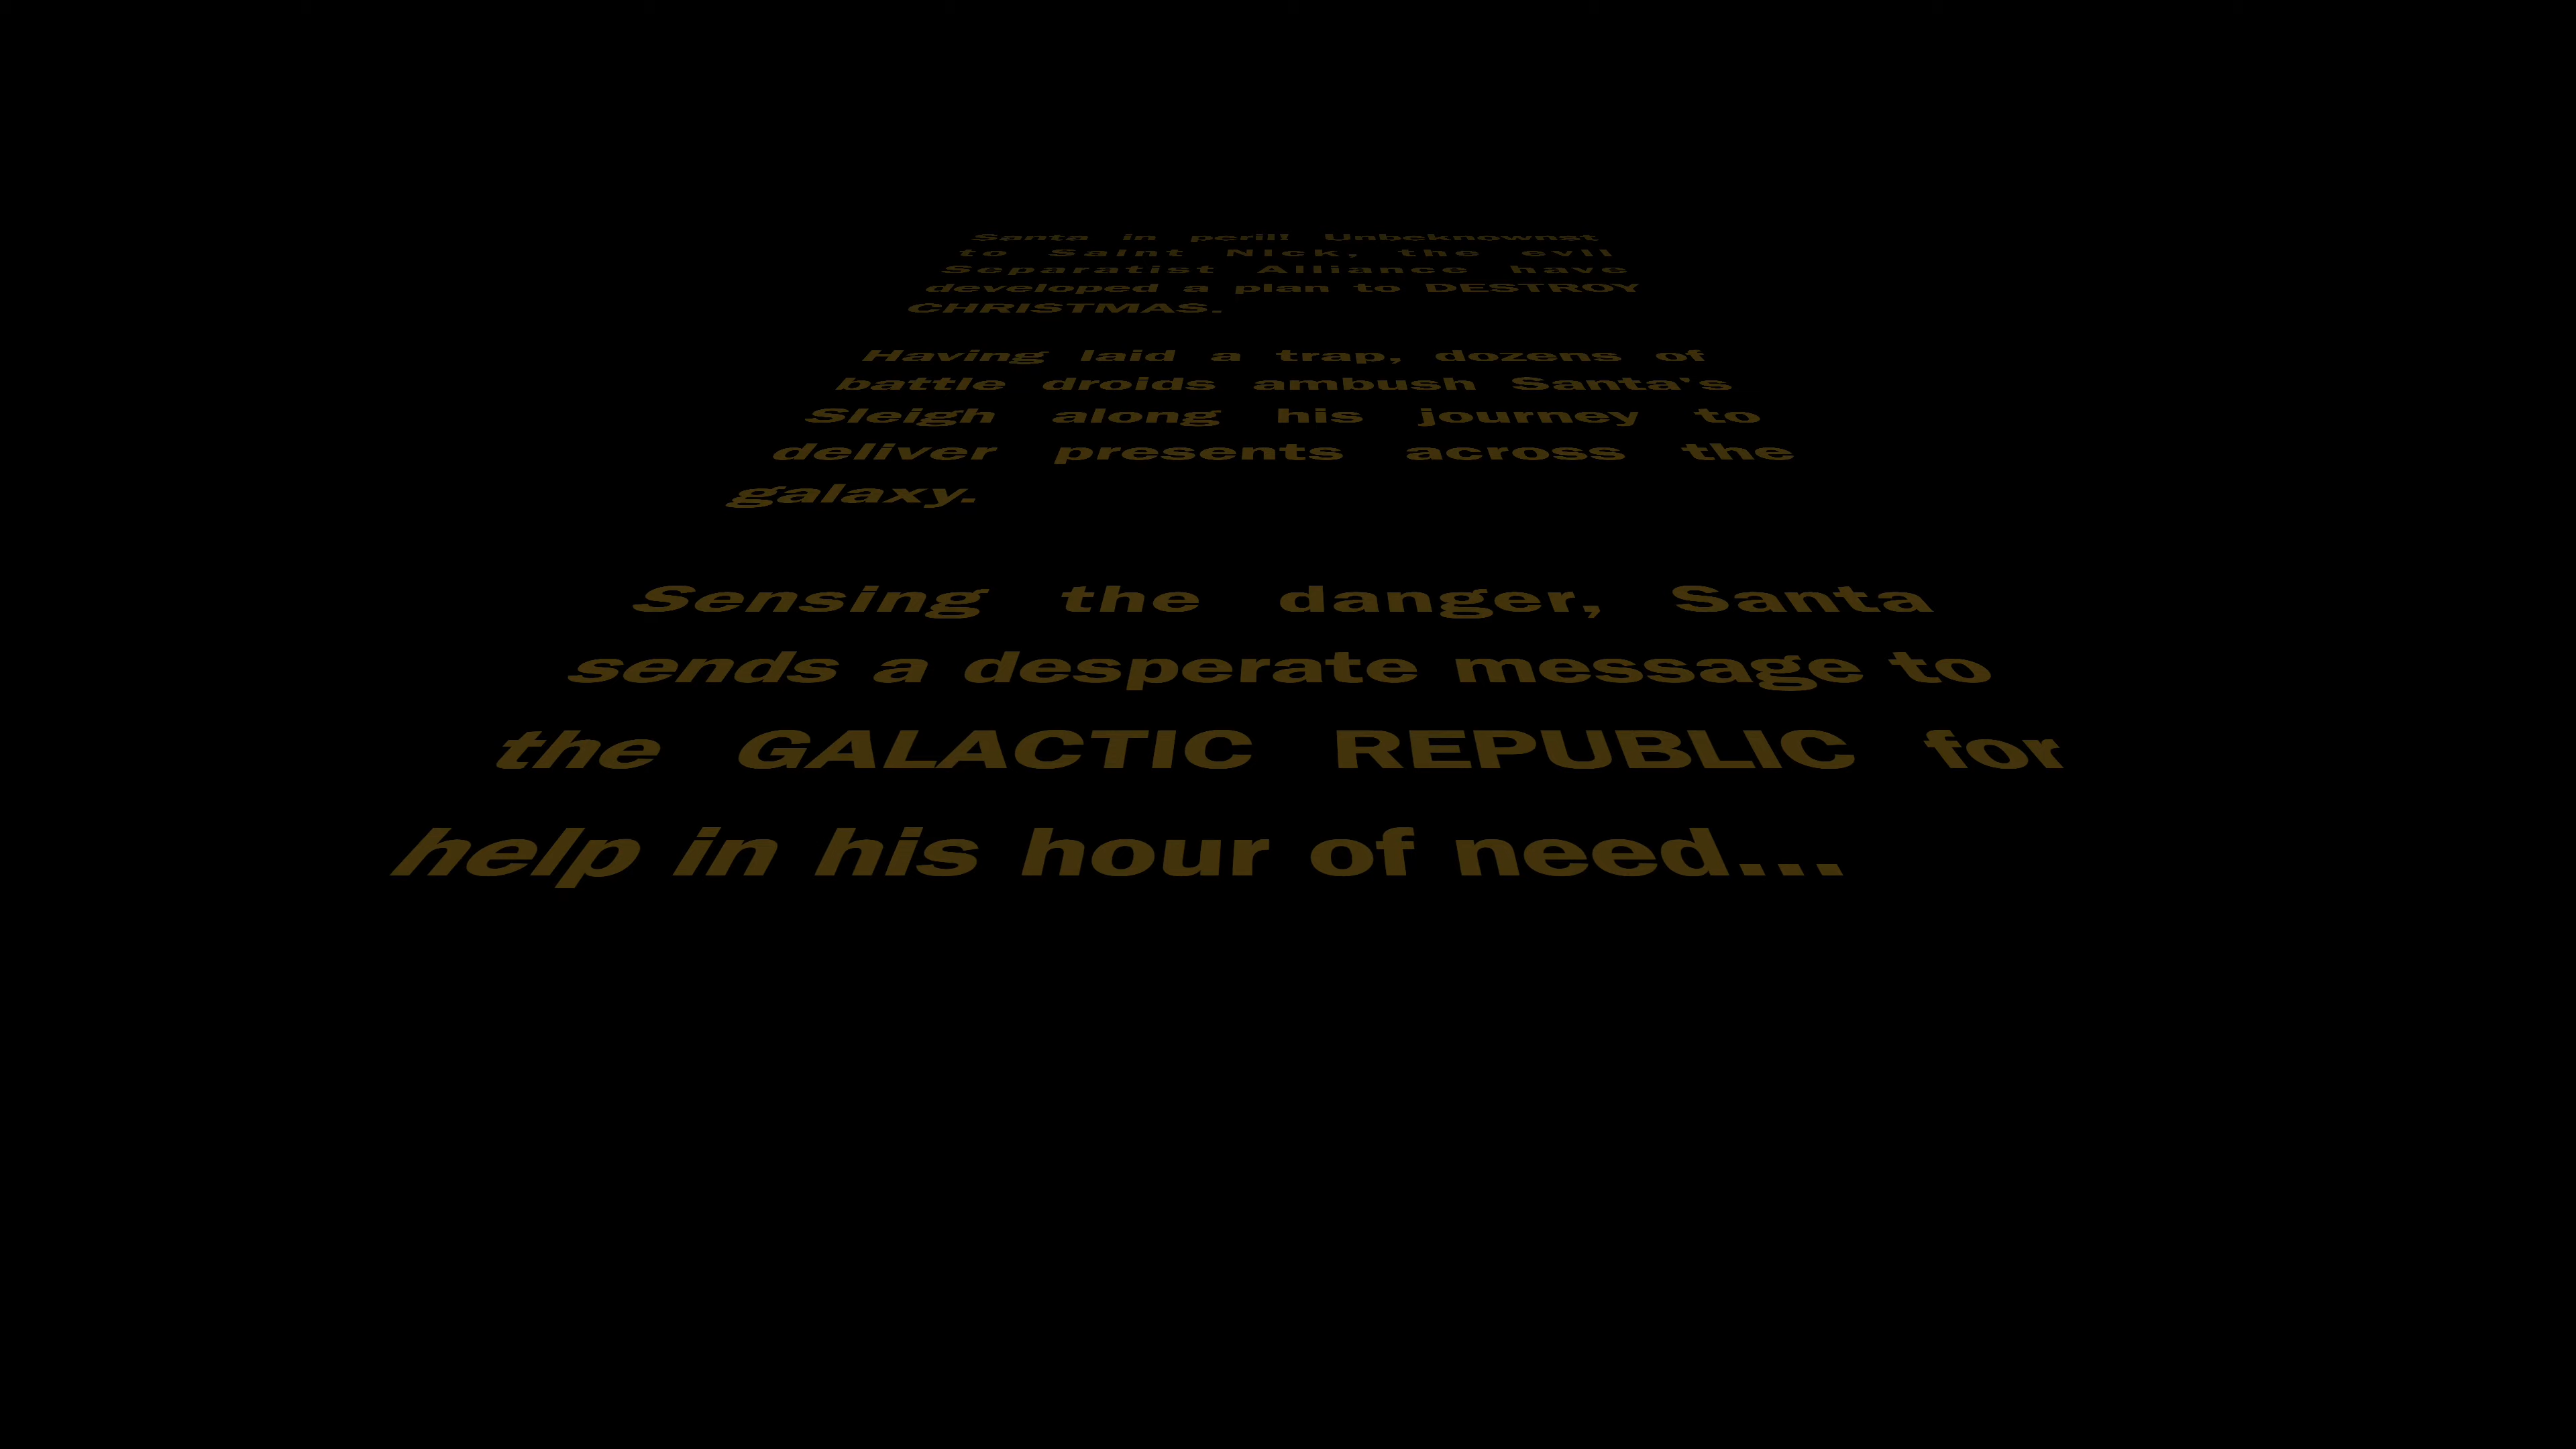 Santa in peril! Unbeknownst
to Saint Nick, the evil
Separatist Alliance have
developed a plan to DESTROY
CHRISTMAS.
Having laid a trap, dozens of
battle droids ambush Santa's
Sleigh along his journey to
deliver presents across the
galaxy.
Sensing the danger, Santa
sends a desperate message to
the GALACTIC REPUBLIC for
help in his hour of need...